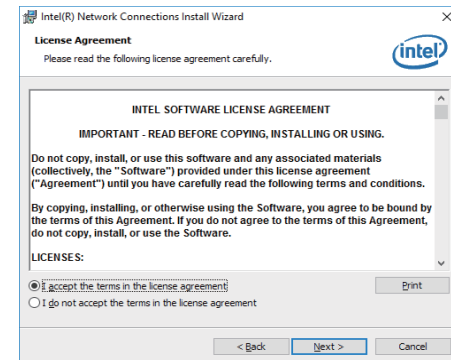 Intel(R) Network Connections Install Wizard
License Agreement
Please read the following license agreement carefully.
intel
INTEL SOFTWARE LICENSE AGREEMENT
IMPORTANT - READ BEFORE COPYING, INSTALLING OR USING.
Do not copy, install, or use this software and any associated materials
(collectively, the "Software") provided under this license agreement
("Agreement") until you have carefully read the following terms and conditions.
By copying, installing, or otherwise using the Software, you agree to be bound by
the terms of this Agreement. If you do not agree to the terms of this Agreement,
do not copy, install, or use the Software.
LICENSES:
I accept the terms in the license agreement
Print
I do not accept the terms in the license agreement
< Back
Next >
Cancel